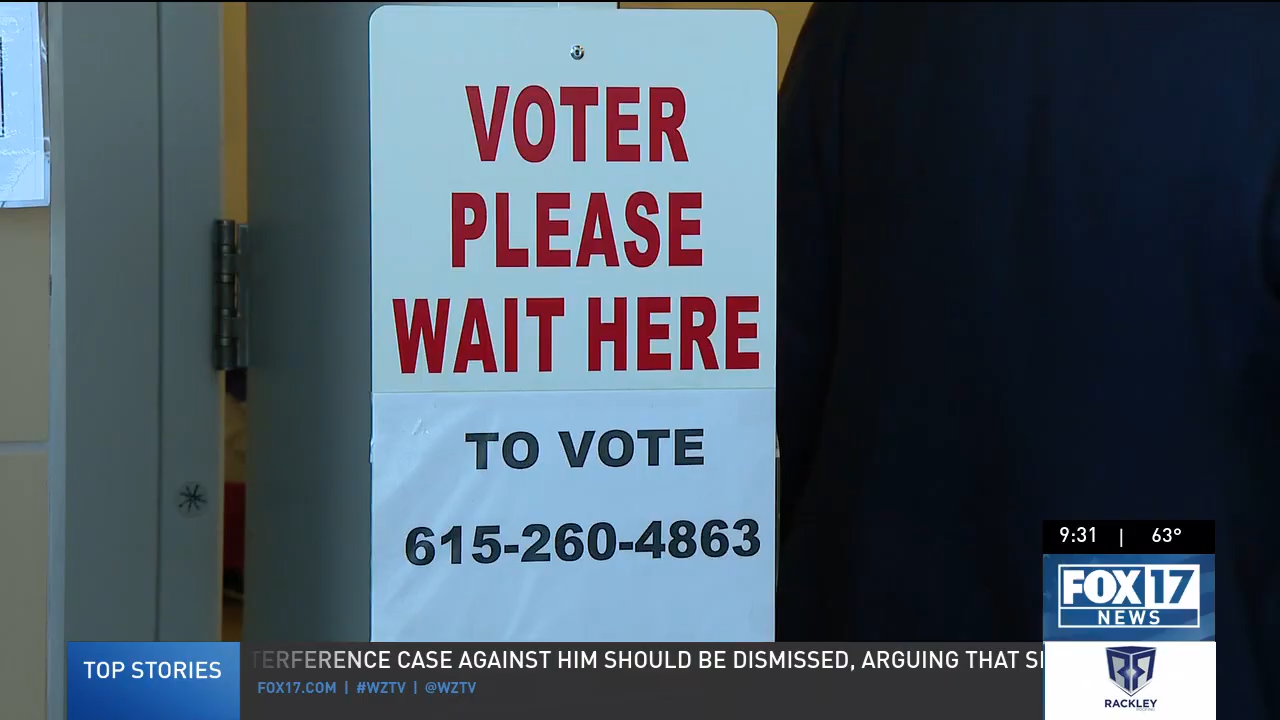 VOTER
PLEASE
WAIT HERE
TO VOTE
615-260-4863
9:31 | 63°
FOX 17
NEWS
TOP STORIES
TERFERENCE CASE AGAINST HIM SHOULD BE DISMISSED, ARGUING THAT
FOX17.COM | #WZTV | @WZTV
RACKLEY